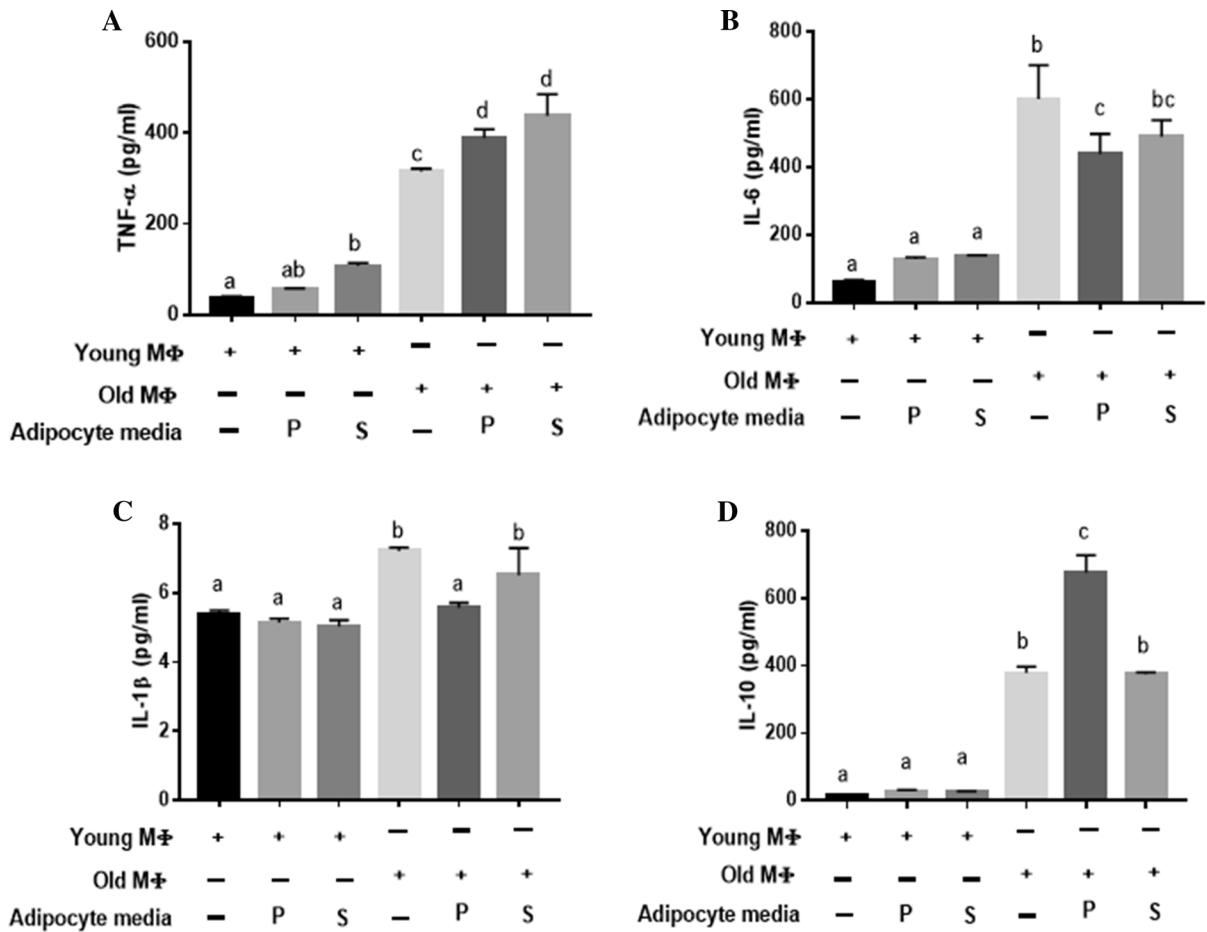 A
TNF-α (pg/ml)
600
400
200
0
a
ab
b
c
d
d
Young MΦ + + + − − −
Old MΦ − − − + + +
Adipocyte media − P S − P S
B
IL-6 (pg/ml)
800
600
400
200
0
a
a
a
b
c
bc
Young MΦ + + + − − −
Old MΦ − − − + + +
Adipocyte media − P S − P S
C
IL-1β (pg/ml)
8
6
4
2
0
a
a
a
b
a
b
Young MΦ + + + − − −
Old MΦ − − − + + +
Adipocyte media − P S − P S
D
IL-10 (pg/ml)
800
600
400
200
0
a
a
a
b
c
b
Young MΦ + + + − − −
Old MΦ − − − + + +
Adipocyte media − P S − P S